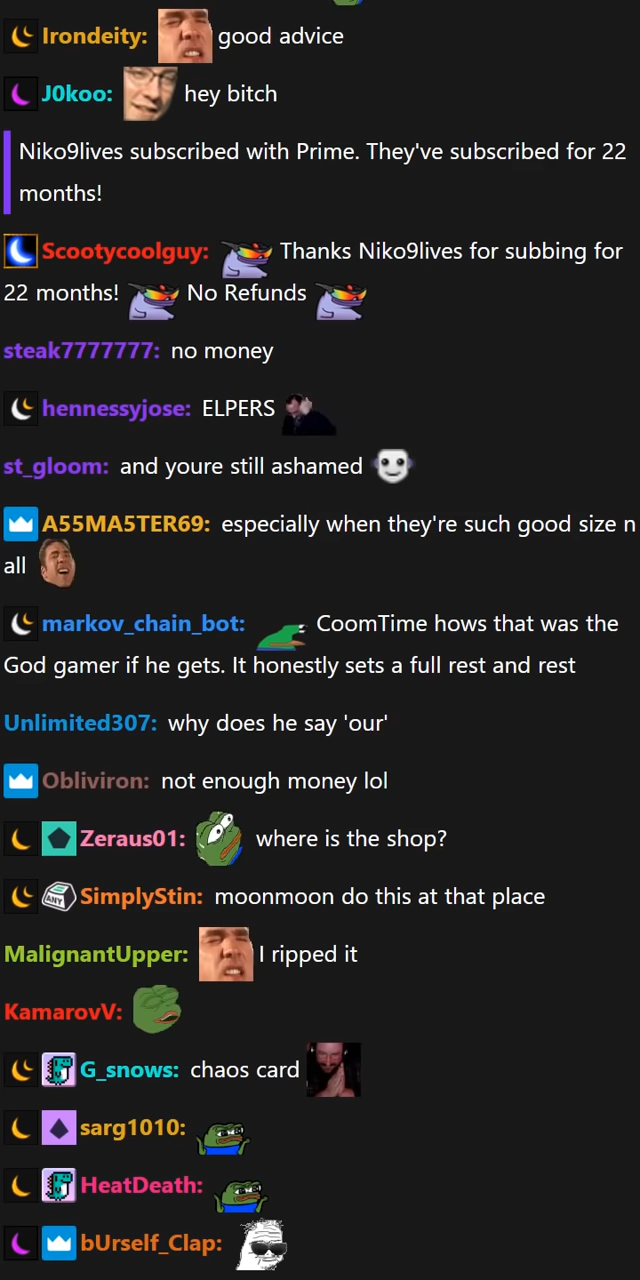 Irondeity: good advice
J0koo: hey bitch
Niko9lives subscribed with Prime. They've subscribed for 22
months!
Scootycoolguy: Thanks Niko9lives for subbing for
22 months! No Refunds
steak7777777: no money
hennessyjose: ELPERS
st_gloom: and youre still ashamed
A55MA5TER69: especially when they're such good size n
all
markov_chain_bot: CoomTime hows that was the
God gamer if he gets. It honestly sets a full rest and rest
Unlimited307: why does he say 'our'
Obliviron: not enough money lol
Zeraus01: where is the shop?
ANY SimplyStin: moonmoon do this at that place
MalignantUpper: I ripped it
KamarovV:
G_snows: chaos card
sarg1010:
HeatDeath:
bUrself_Clap: